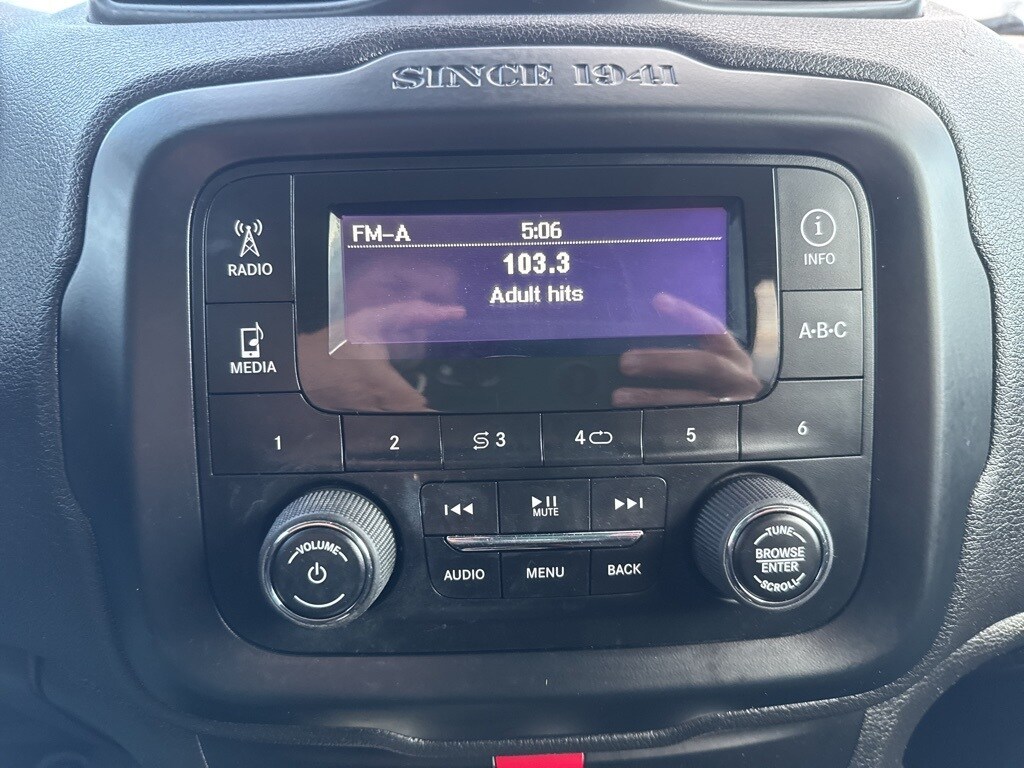 SINCE 1941
FM-A 5:06
103.3
Adult hits
RADIO
MEDIA
i
INFO
A·B·C
1 2 3 4 5 6
MUTE
AUDIO MENU BACK
VOLUME
TUNE
BROWSE
ENTER
SCROLL